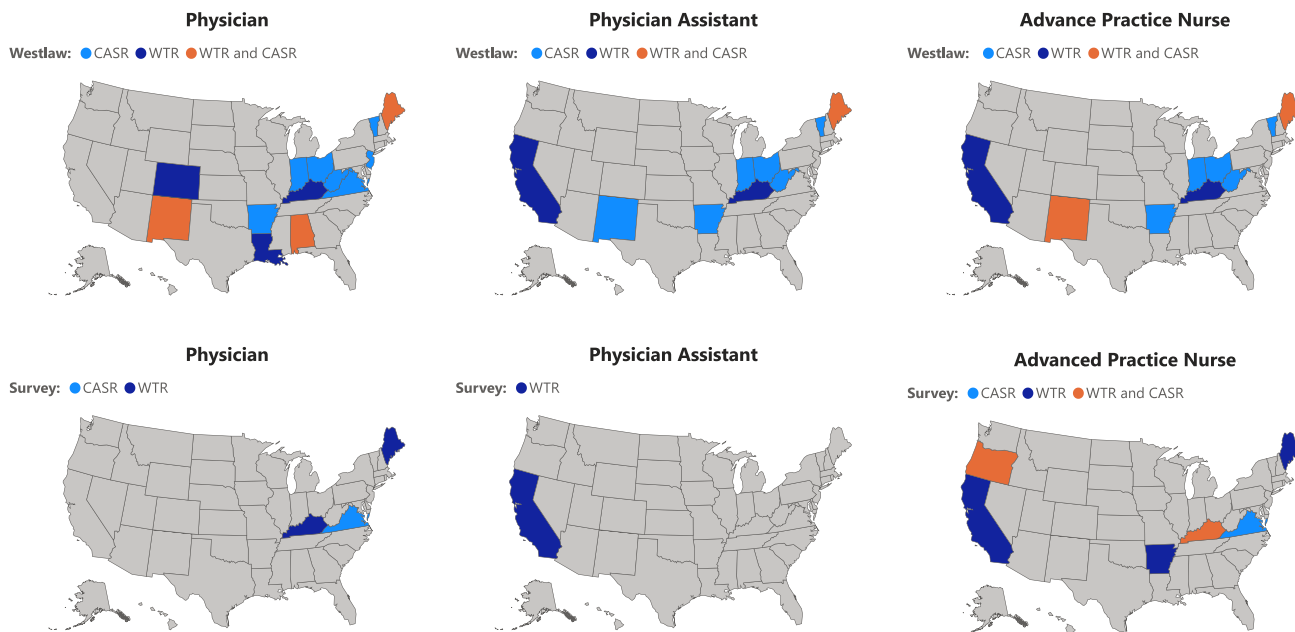 Physician
Westlaw: CASR WTR WTR and CASR
Physician Assistant
Westlaw: CASR WTR WTR and CASR
Advance Practice Nurse
Westlaw: CASR WTR WTR and CASR
Physician
Survey: CASR WTR
Physician Assistant
Survey: WTR
Advanced Practice Nurse
Survey: CASR WTR WTR and CASR